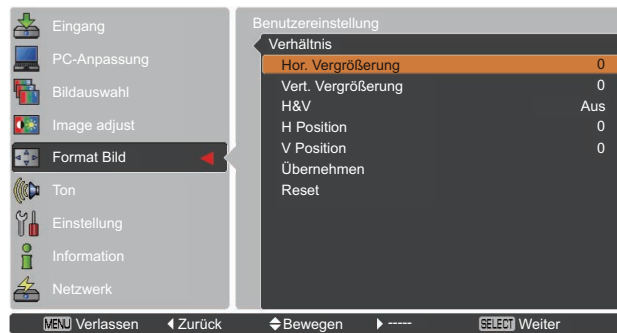 Eingang
PC-Anpassung
Bildauswahl
Image adjust
Format Bild
Ton
Einstellung
Information
Netzwerk
Benutzereinstellung
Verhältnis
Hor. Vergrößerung 0
Vert. Vergrößerung 0
H&V Aus
H Position 0
V Position 0
Übernehmen
Reset
MENU Verlassen Zurück Bewegen ----- SELECT Weiter